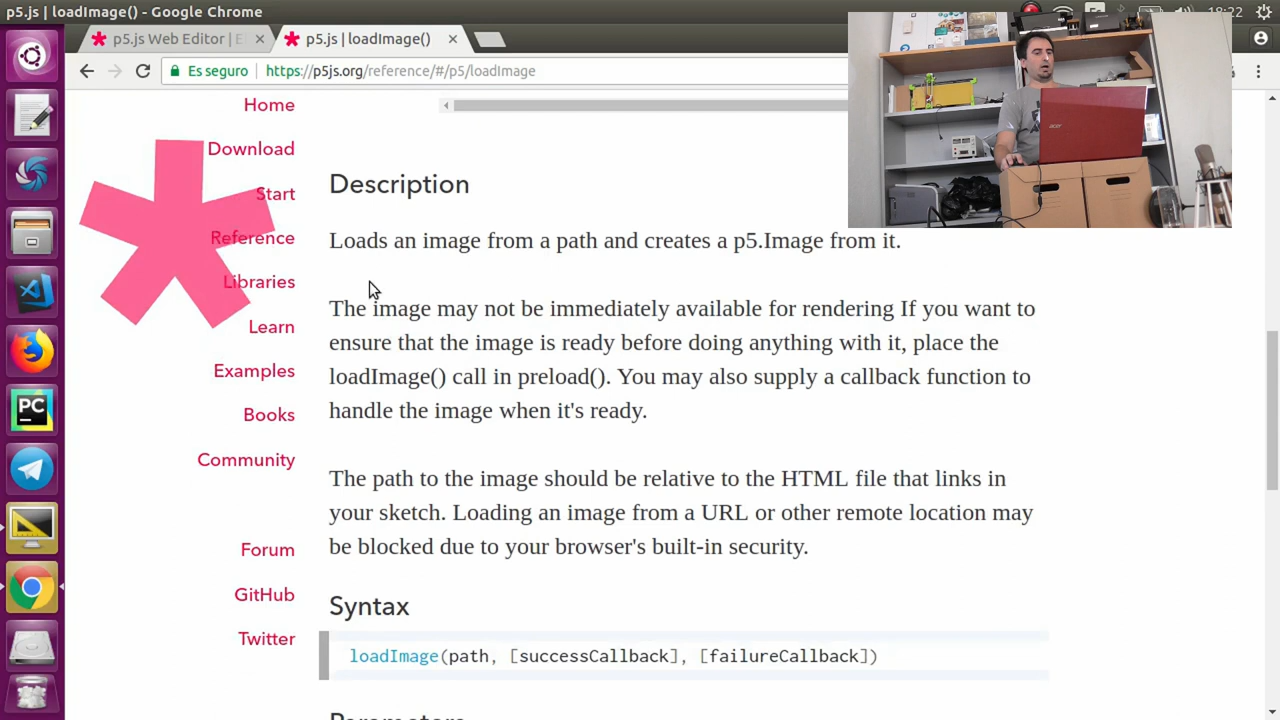 p5.js | loadImage() - Google Chrome
18:22
p5.js Web Editor |
p5.js | loadImage()
Es seguro
https://p5js.org/reference/#/p5/loadImage
Home
Download
Start
Reference
Libraries
Learn
Examples
Books
Community
Forum
GitHub
Twitter
Description
Loads an image from a path and creates a p5.Image from it.
The image may not be immediately available for rendering If you want to
ensure that the image is ready before doing anything with it, place the
loadImage() call in preload(). You may also supply a callback function to
handle the image when it's ready.
The path to the image should be relative to the HTML file that links in
your sketch. Loading an image from a URL or other remote location may
be blocked due to your browser's built-in security.
Syntax
loadImage(path, [successCallback], [failureCallback])
Parameters
PC
acer